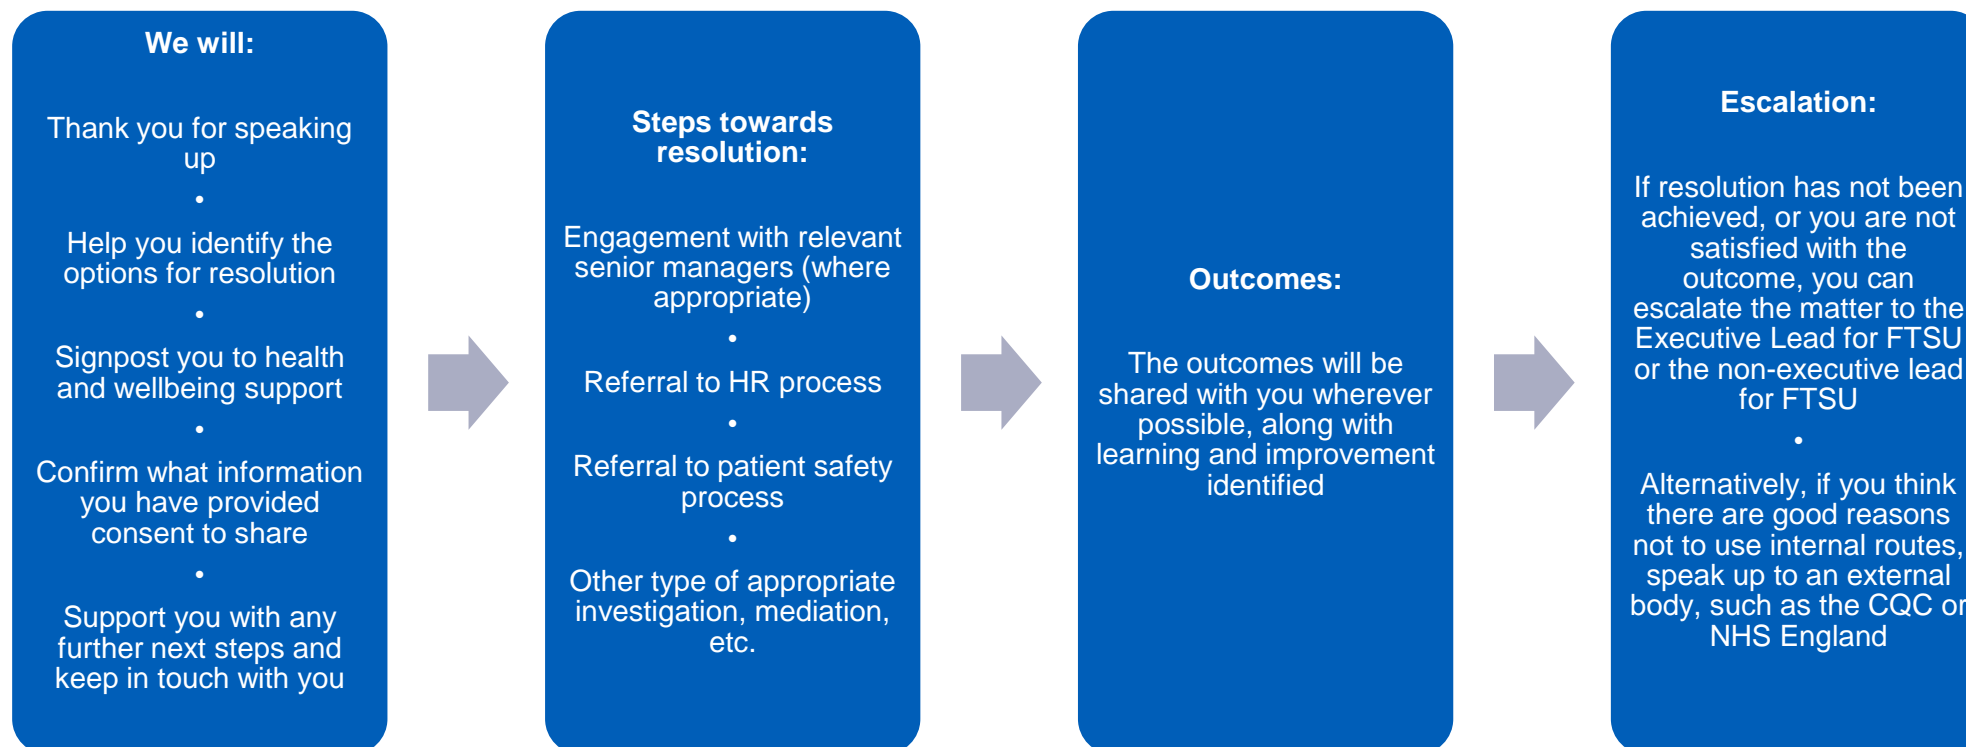 We will:
Thank you for speaking
up
•
Help you identify the
options for resolution
•
Signpost you to health
and wellbeing support
•
Confirm what information
you have provided
consent to share
•
Support you with any
further next steps and
keep in touch with you
Steps towards
resolution:
Engagement with relevant
senior managers (where
appropriate)
•
Referral to HR process
•
Referral to patient safety
process
•
Other type of appropriate
investigation, mediation,
etc.
Outcomes:
The outcomes will be
shared with you wherever
possible, along with
learning and improvement
identified
Escalation:
If resolution has not been
achieved, or you are not
satisfied with the
outcome, you can
escalate the matter to the
Executive Lead for FTSU
or the non-executive lead
for FTSU
•
Alternatively, if you think
there are good reasons
not to use internal routes,
speak up to an external
body, such as the CQC or
NHS England